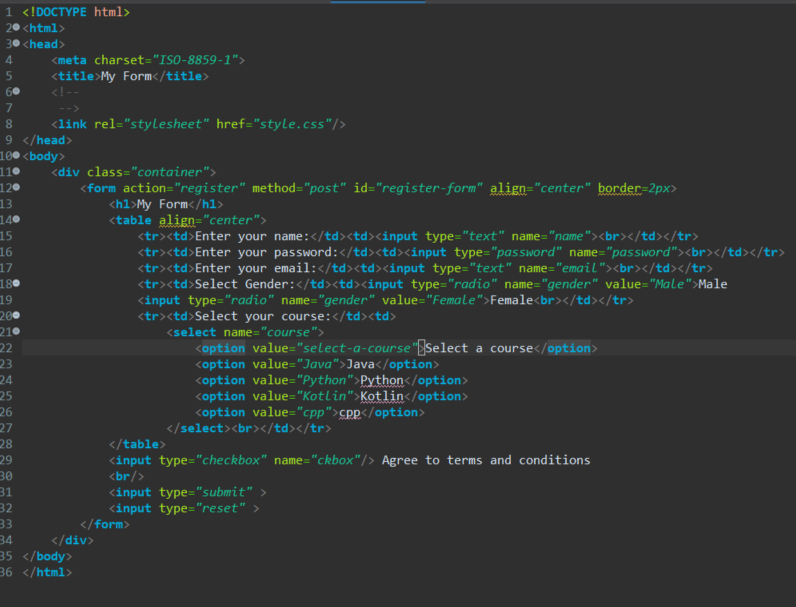 1 <!DOCTYPE html>
2 <html>
3 <head>
4     <meta charset="ISO-8859-1">
5     <title>My Form</title>
6     <!--
7      -->
8     <link rel="stylesheet" href="style.css"/>
9 </head>
10 <body>
11     <div class="container">
12         <form action="register" method="post" id="register-form" align="center" border=2px>
13             <h1>My Form</h1>
14             <table align="center">
15                 <tr><td>Enter your name:</td><td><input type="text" name="name"><br></td></tr>
16                 <tr><td>Enter your password:</td><td><input type="password" name="password"><br></td></tr>
17                 <tr><td>Enter your email:</td><td><input type="text" name="email"><br></td></tr>
18                 <tr><td>Select Gender:</td><td><input type="radio" name="gender" value="Male">Male
19                 <input type="radio" name="gender" value="Female">Female<br></td></tr>
20                 <tr><td>Select your course:</td><td>
21                     <select name="course">
22                         <option value="select-a-course">Select a course</option>
23                         <option value="Java">Java</option>
24                         <option value="Python">Python</option>
25                         <option value="Kotlin">Kotlin</option>
26                         <option value="cpp">cpp</option>
27                     </select><br></td></tr>
28             </table>
29             <input type="checkbox" name="ckbox"/> Agree to terms and conditions
30             <br/>
31             <input type="submit" >
32             <input type="reset" >
33         </form>
34     </div>
35 </body>
36 </html>